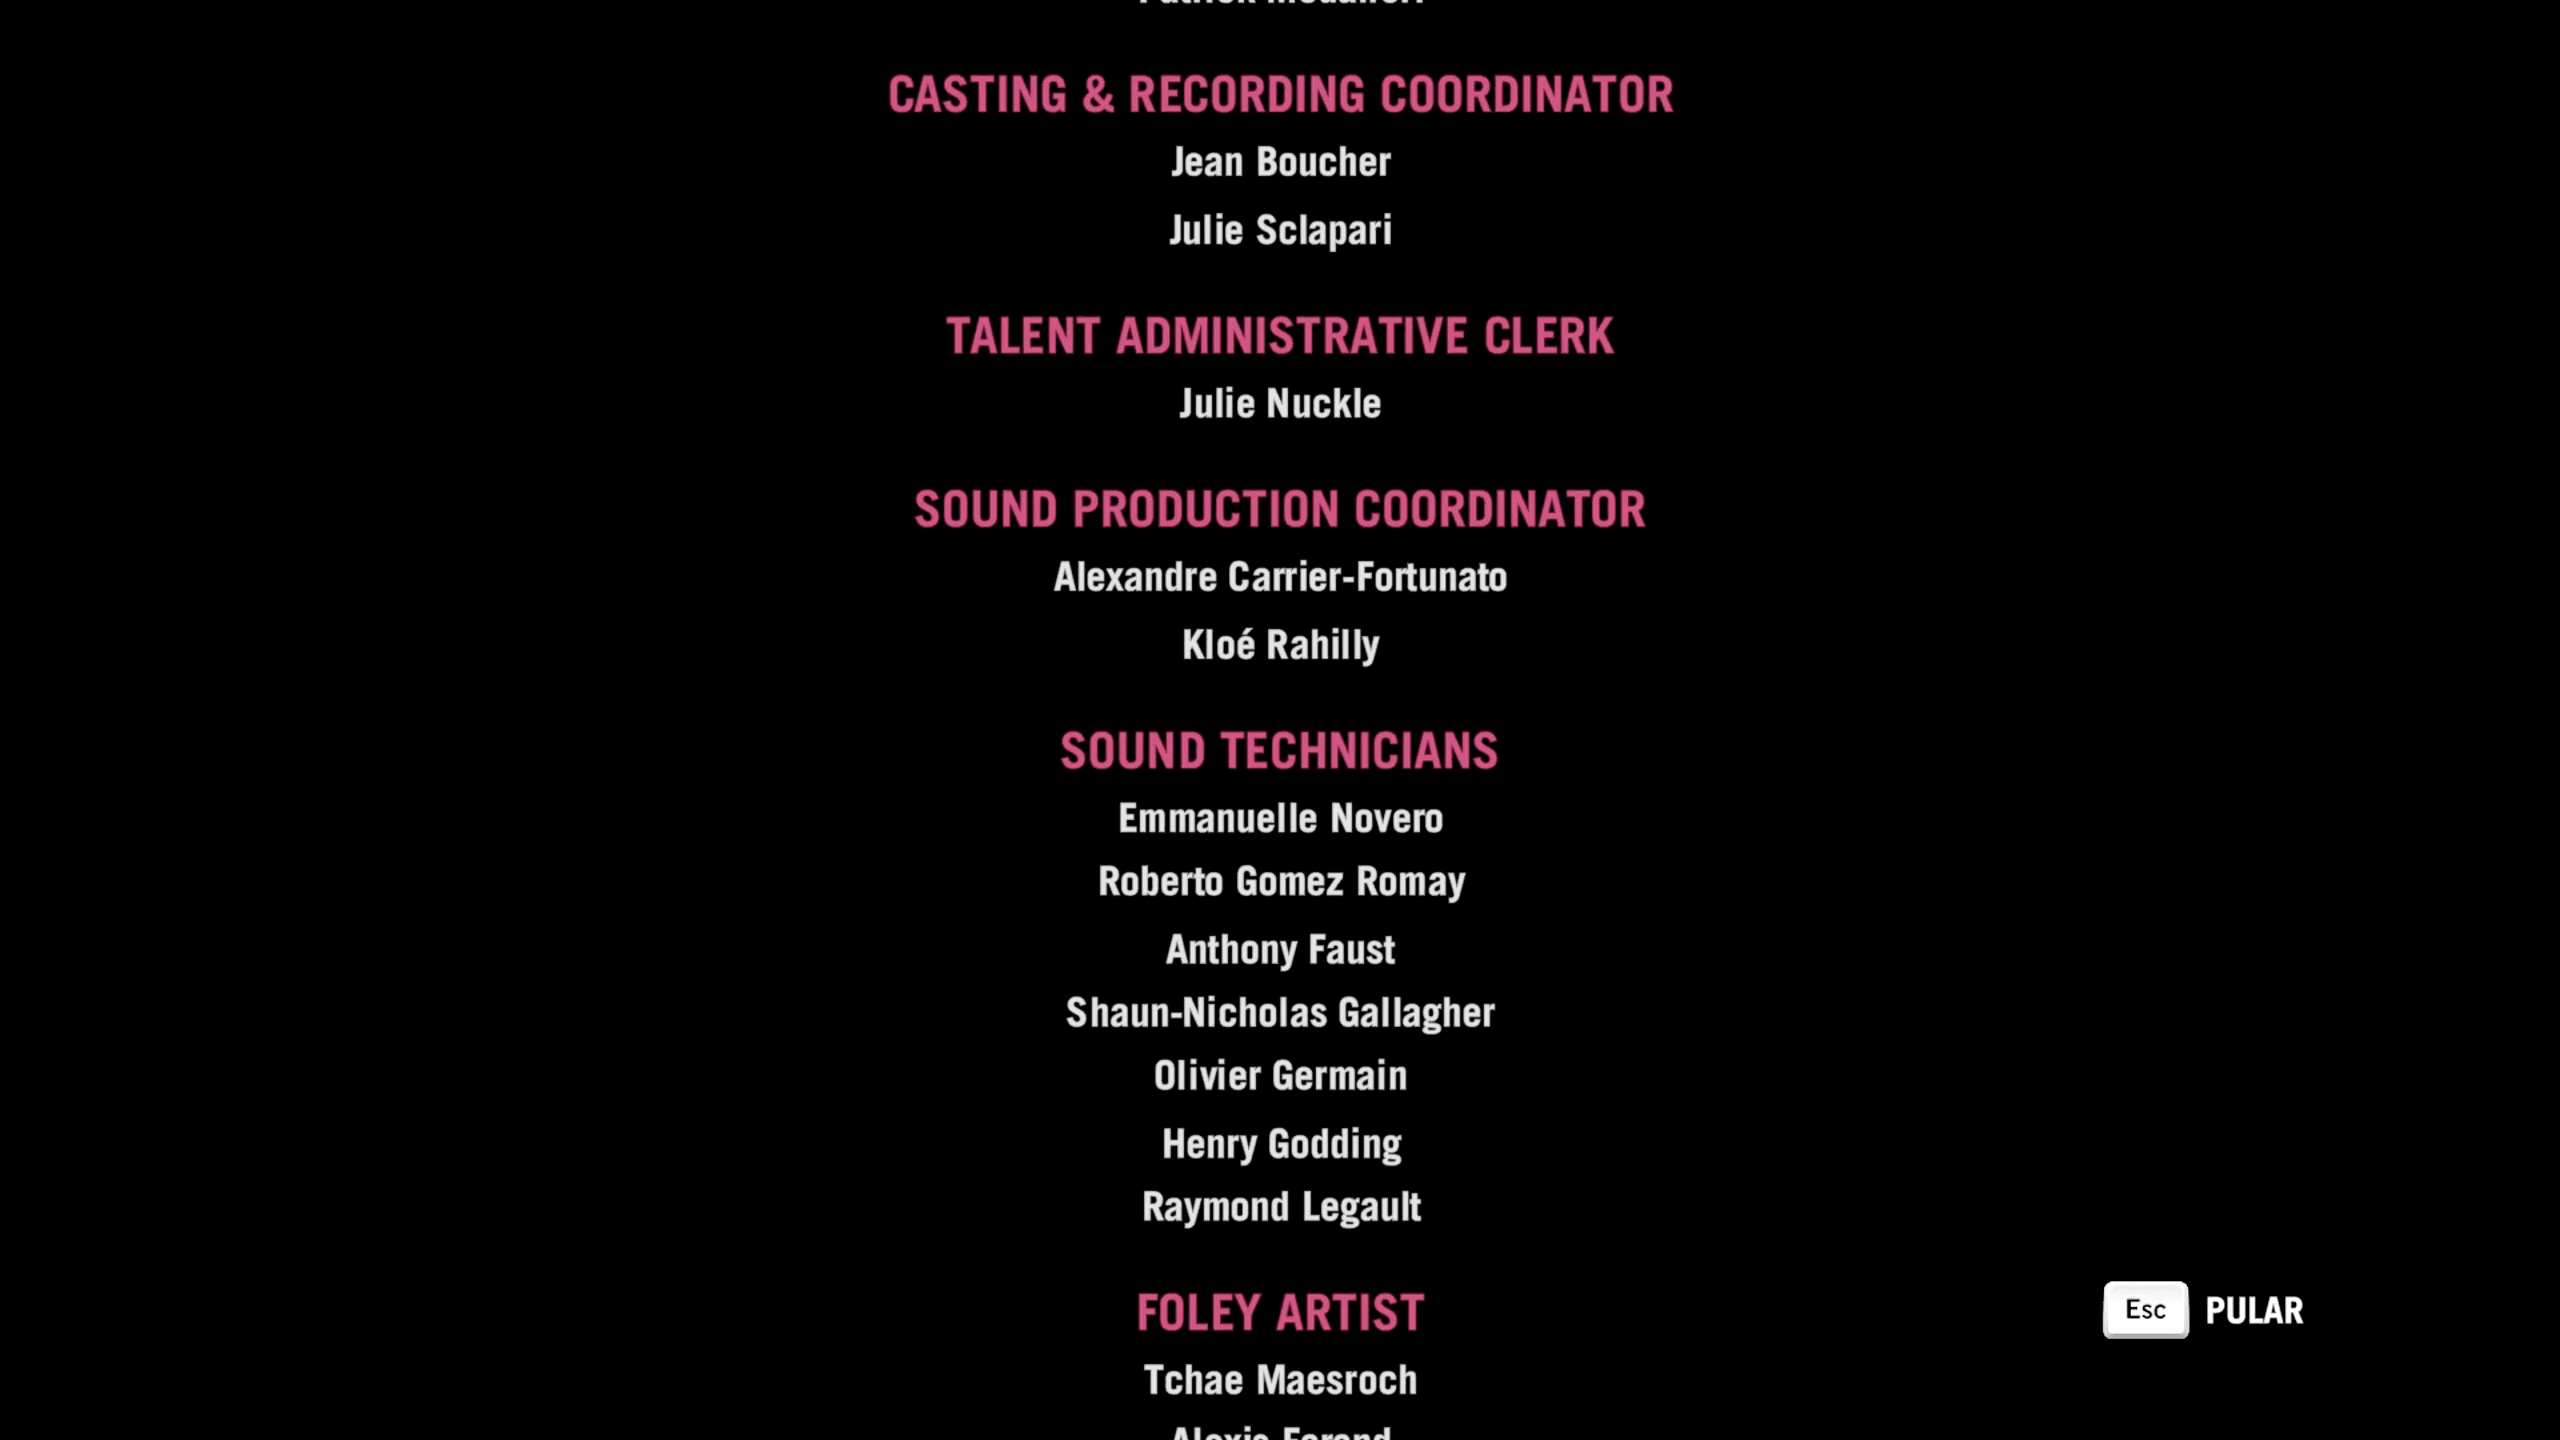 CASTING & RECORDING COORDINATOR
Jean Boucher
Julie Sclapari
TALENT ADMINISTRATIVE CLERK
Julie Nuckle
SOUND PRODUCTION COORDINATOR
Alexandre Carrier-Fortunato
Kloé Rahilly
SOUND TECHNICIANS
Emmanuelle Novero
Roberto Gomez Romay
Anthony Faust
Shaun-Nicholas Gallagher
Olivier Germain
Henry Godding
Raymond Legault
FOLEY ARTIST
Esc PULAR
Tchae Maesroch